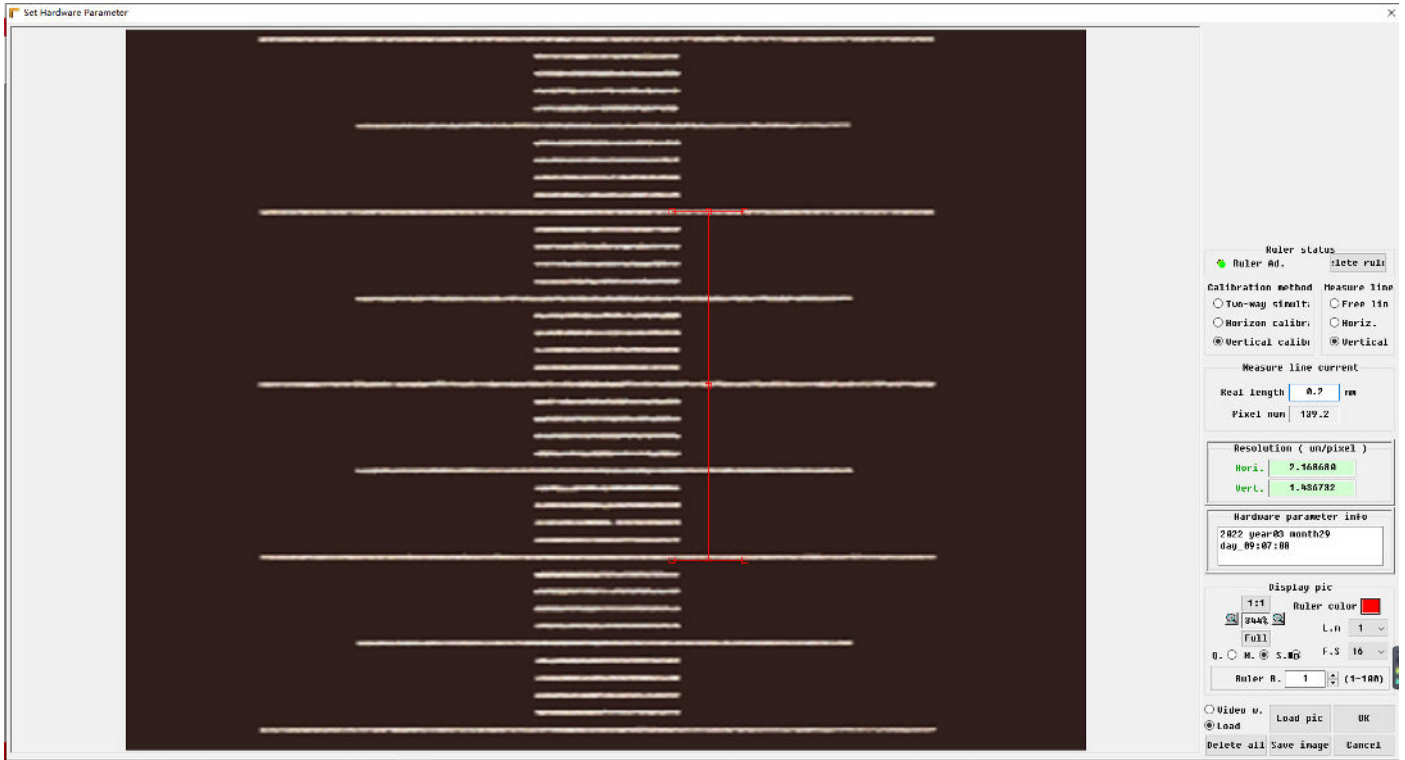 Set Hardware Parameter
Ruler status
Ruler Ad.
:lete rul
Calibration method
Measure line
Two-way simult:
Free lin
Horizon calibr.
Horiz.
Vertical calib
Vertical
Measure line current
Real length 0.2 mm
Pixel num 139.2
Resolution ( um/pixel )
Hori. 2.168680
Vert. 1.436782
Hardware parameter info
2022 year03 month29
day_09:07:08
Display pic
1:1
Ruler color
344%
L.n 1
Full
M.
F.S 16
Ruler B. 1 (1-100)
Video w.
Load
Load pic
OK
Delete all
Save image
Cancel